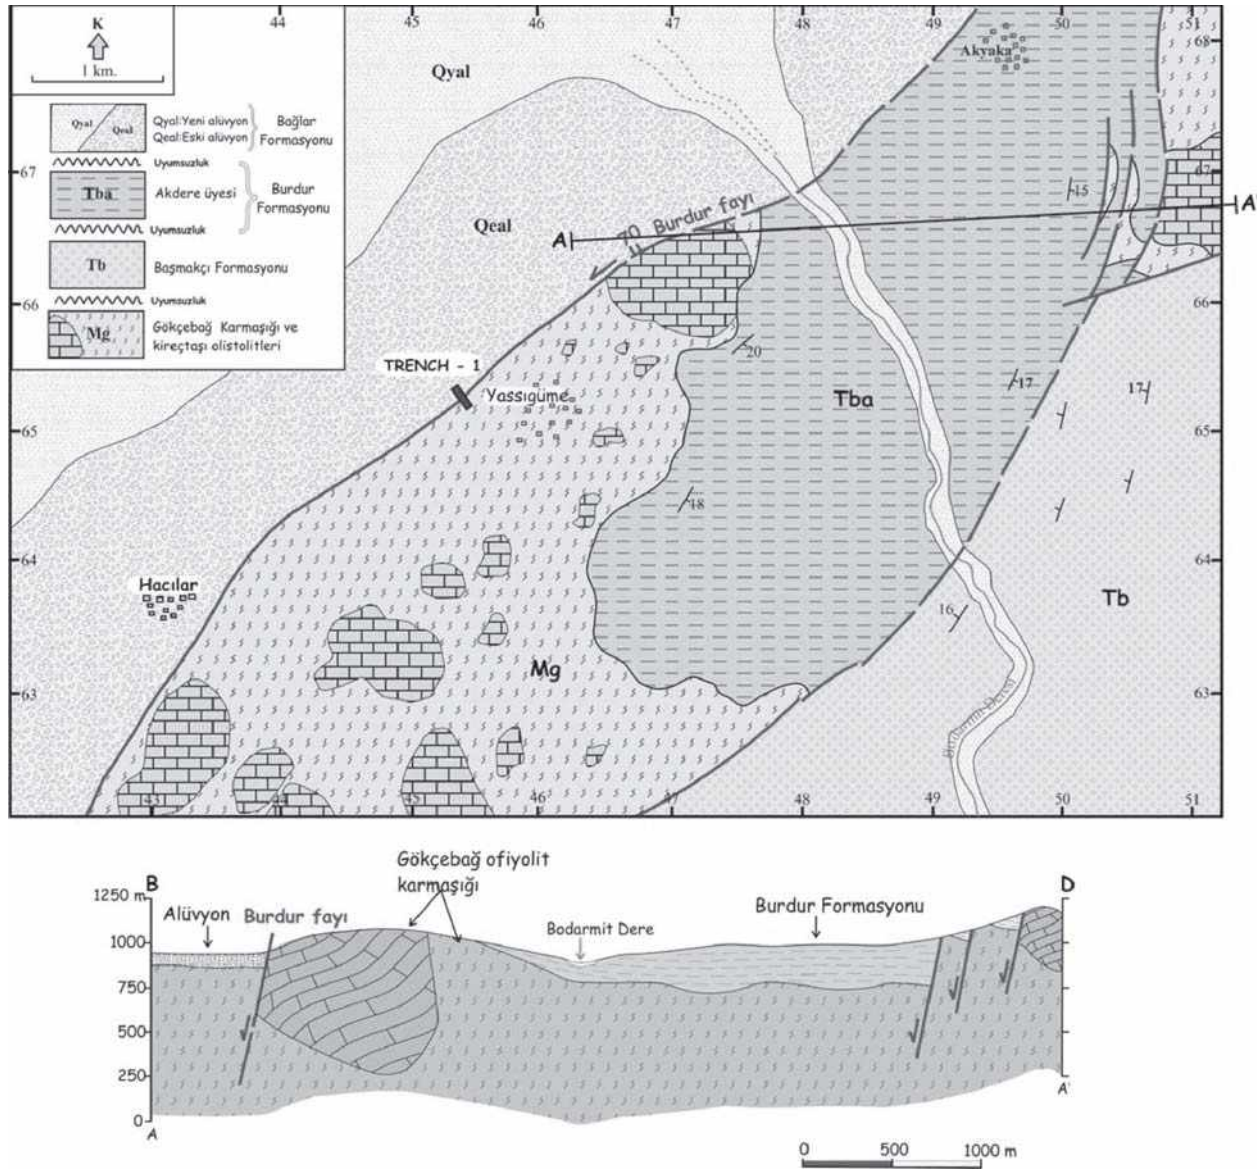 K
1 km.
Qyal
Qeal
Qyal:Yeni alüvyon
Qeal:Eski alüvyon
Bağlar
Formasyonu
Uyumsuzluk
Tba
Akdere üyesi
Burdur
Formasyonu
Uyumsuzluk
Tb
Başmakçı Formasyonu
Uyumsuzluk
Mg
Gökçebağ Karmaşığı ve
kireçtaşı olistolitleri
44
45
46
47
48
49
50
51
68
Qyal
Akyaka
67
67
15
Qeal
A
70 Burdur fayı
A'
66
66
20
TRENCH - 1
Yassıgüme
Tba
17
17
65
65
18
64
64
Hacılar
16
Tb
Mg
63
63
Bodarmit Deresi
43
44
45
46
47
48
49
50
51
Gökçebağ ofiyolit
karmaşığı
B
D
1250 m
Alüvyon
Burdur fayı
Bodarmit Dere
Burdur Formasyonu
1000
750
500
250
0
A
A'
0
500
1000 m